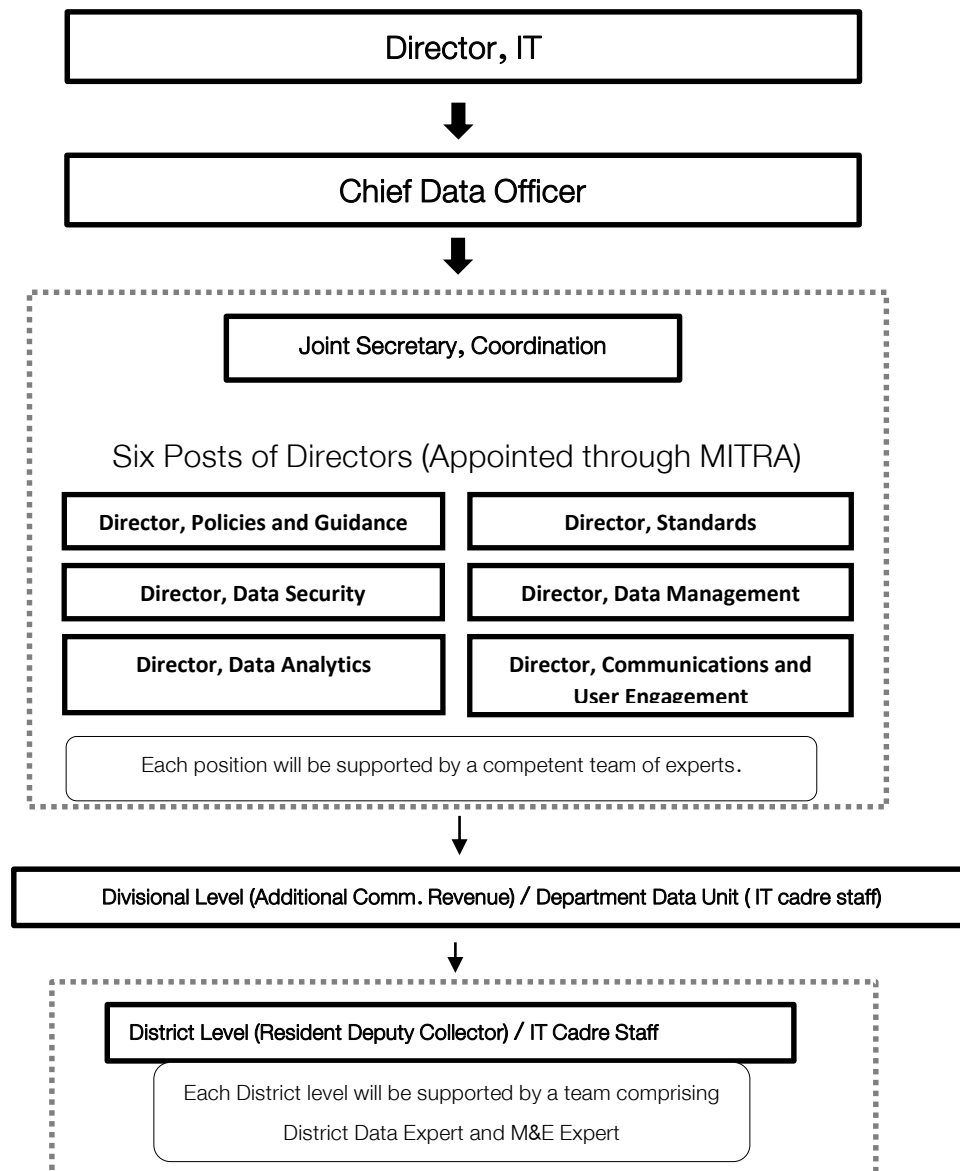 Director, IT
Chief Data Officer
Joint Secretary, Coordination
Six Posts of Directors (Appointed through MITRA)
Director, Policies and Guidance
Director, Standards
Director, Data Security
Director, Data Management
Director, Data Analytics
Director, Communications and
User Engagement
Each position will be supported by a competent team of experts.
Divisional Level (Additional Comm. Revenue) / Department Data Unit ( IT cadre staff)
District Level (Resident Deputy Collector) / IT Cadre Staff
Each District level will be supported by a team comprising
District Data Expert and M&E Expert